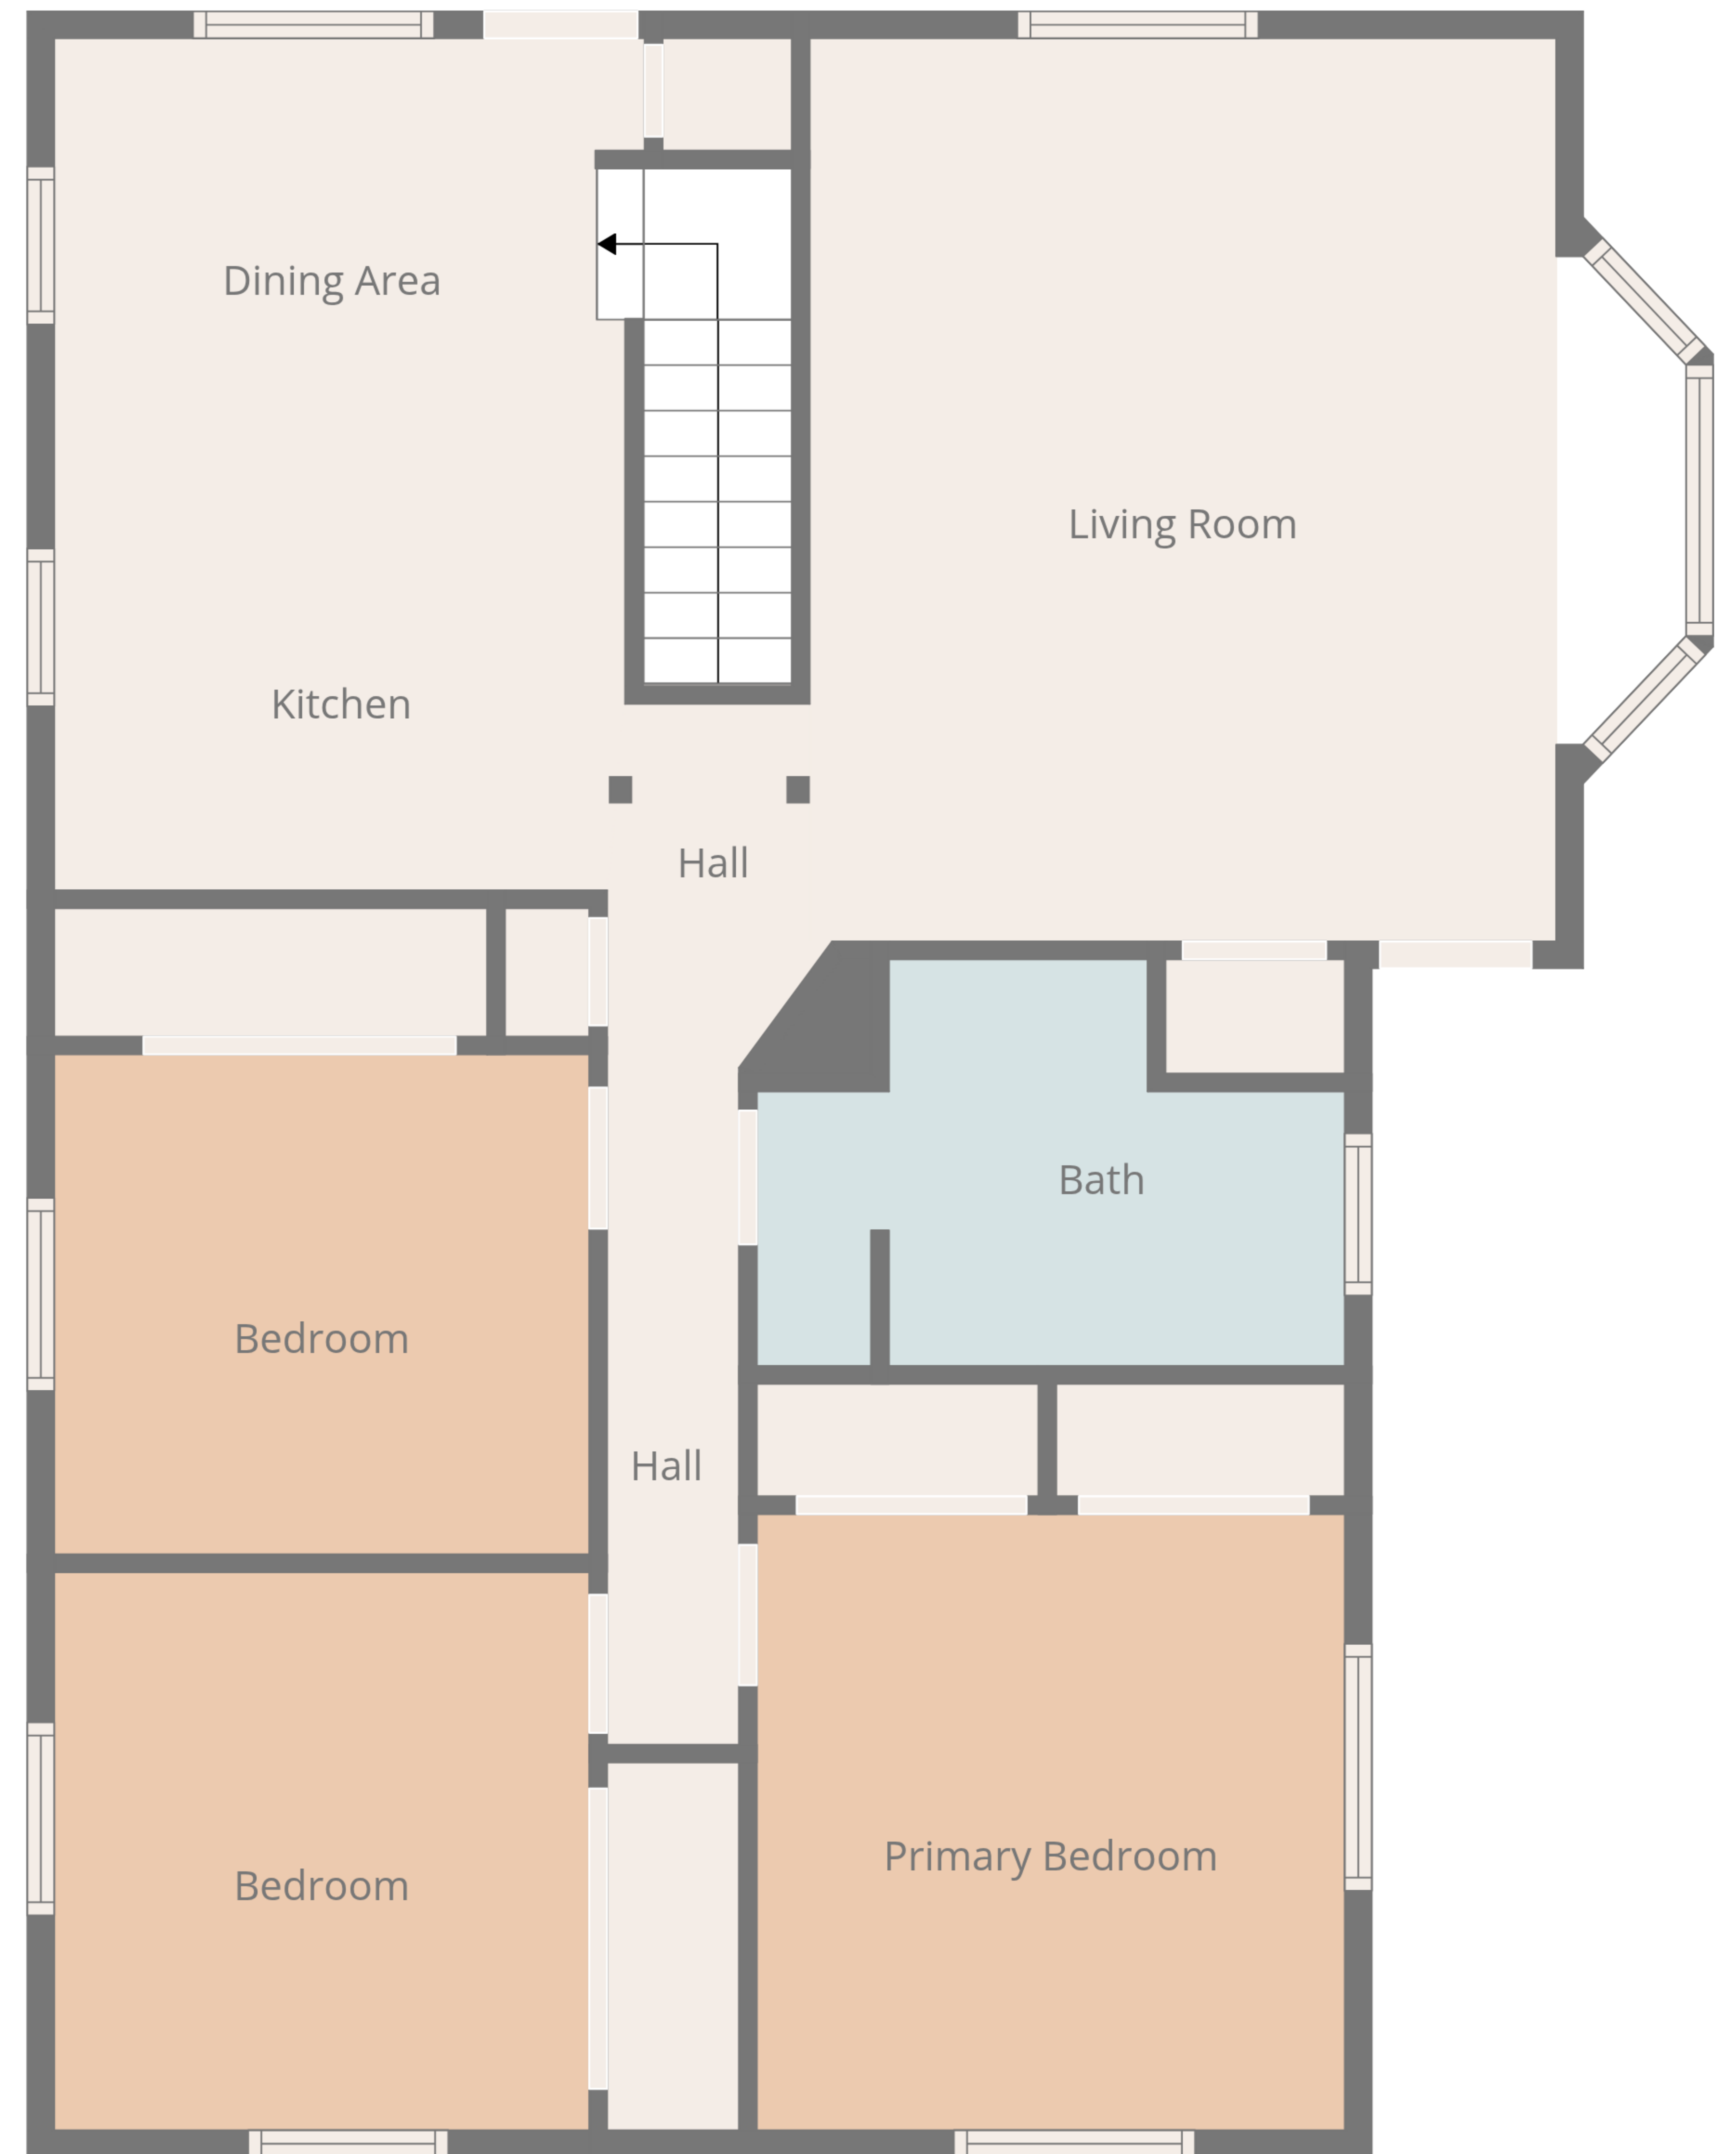 Dining Area
Living Room
Kitchen
Hall
Bath
Bedroom
Hall
Primary Bedroom
Bedroom